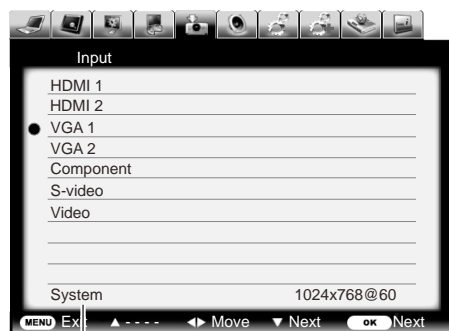 Input
HDMI 1
HDMI 2
VGA 1
VGA 2
Component
S-video
Video
System 1024x768@60
MENU Exit ▲ - - - - ◀▶ Move ▼ Next OK Next